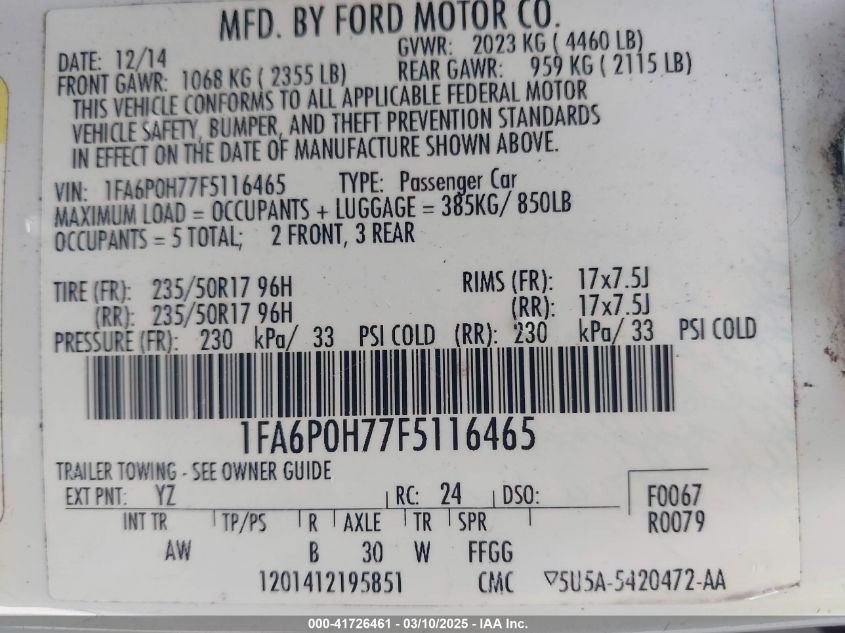 MFD. BY FORD MOTOR CO.
DATE: 12/14 GVWR: 2023 KG ( 4460 LB)
FRONT GAWR: 1068 KG ( 2355 LB) REAR GAWR: 959 KG ( 2115 LB)
THIS VEHICLE CONFORMS TO ALL APPLICABLE FEDERAL MOTOR
VEHICLE SAFETY, BUMPER, AND THEFT PREVENTION STANDARDS
IN EFFECT ON THE DATE OF MANUFACTURE SHOWN ABOVE.
VIN: 1FA6P0H77F5116465 TYPE: Passenger Car
MAXIMUM LOAD = OCCUPANTS + LUGGAGE = 385KG/ 850LB
OCCUPANTS = 5 TOTAL; 2 FRONT, 3 REAR
TIRE (FR): 235/50R17 96H RIMS (FR): 17x7.5J
(RR): 235/50R17 96H (RR): 17x7.5J
PRESSURE (FR): 230 kPa/ 33 PSI COLD (RR): 230 kPa/ 33 PSI COLD
1FA6P0H77F5116465
TRAILER TOWING - SEE OWNER GUIDE
EXT PNT: YZ RC: 24 DSO: F0067
INT TR TP/PS R AXLE TR SPR R0079
AW B 30 W FFGG
1201412195851 CMC ▽5U5A-5420472-AA
000-41726461 - 03/10/2025 - IAA Inc.